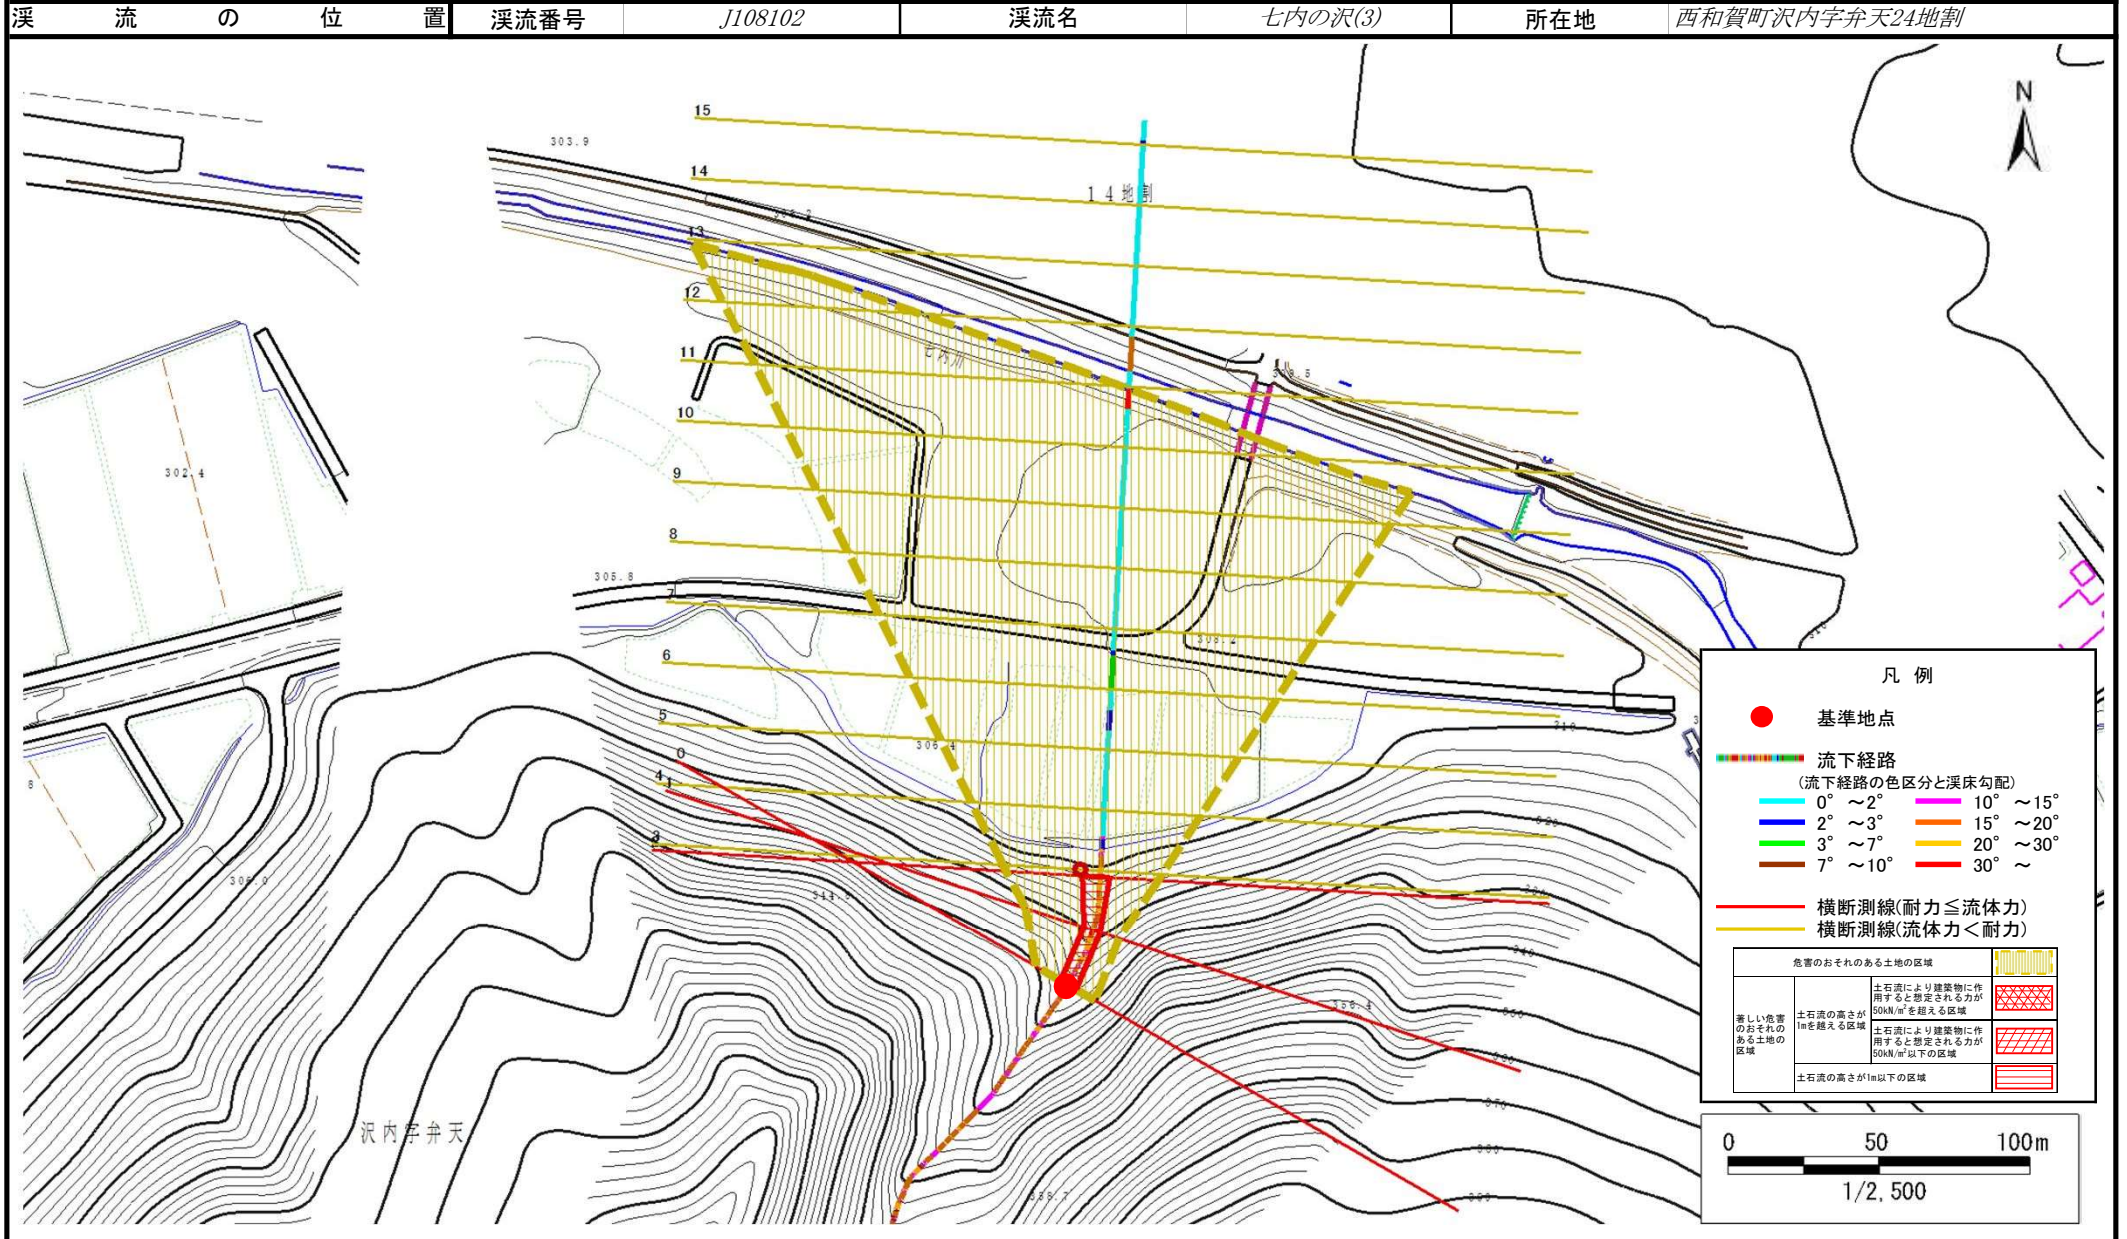 渓流の位置 渓流番号 J108102 渓流名 七内の沢(3) 所在地 西和賀町沢内字弁天24地割
N
15
303.9
14
14地割
13
12
七内川
11
309.5
10
9
302.4
8
305.8
7
6
5
306.4
310
0
4
1
3
320
306.0
340
350
360
370
380
390
沢内字弁天
凡 例
基準地点
流下経路
(流下経路の色区分と渓床勾配)
0° ～2° 10° ～15°
2° ～3° 15° ～20°
3° ～7° 20° ～30°
7° ～10° 30° ～
横断測線(耐力≦流体力)
横断測線(流体力＜耐力)
危害のおそれのある土地の区域
著しい危害のおそれのある土地の区域
土石流の高さが1mを越える区域
土石流により建築物に作用すると想定される力が50kN/㎡を超える区域
土石流により建築物に作用すると想定される力が50kN/㎡以下の区域
土石流の高さが1m以下の区域
0 50 100m
1/2,500